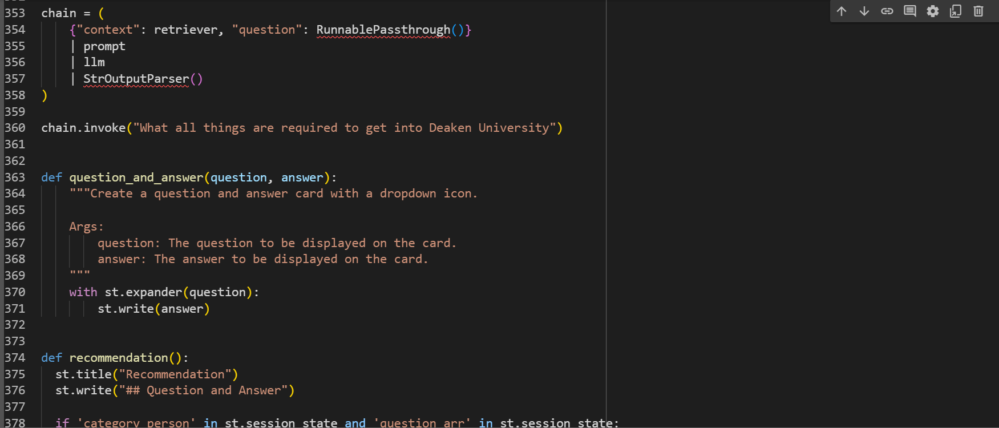 353 chain = (
354 {"context": retriever, "question": RunnablePassthrough()}
355 | prompt
356 | llm
357 | StrOutputParser()
358 )
359
360 chain.invoke("What all things are required to get into Deaken University")
361
362
363 def question_and_answer(question, answer):
364 """Create a question and answer card with a dropdown icon.
365
366 Args:
367 question: The question to be displayed on the card.
368 answer: The answer to be displayed on the card.
369 """
370 with st.expander(question):
371 st.write(answer)
372
373
374 def recommendation():
375 st.title("Recommendation")
376 st.write("## Question and Answer")
377
378 if 'category_person' in st.session_state and 'question_arr' in st.session_state: